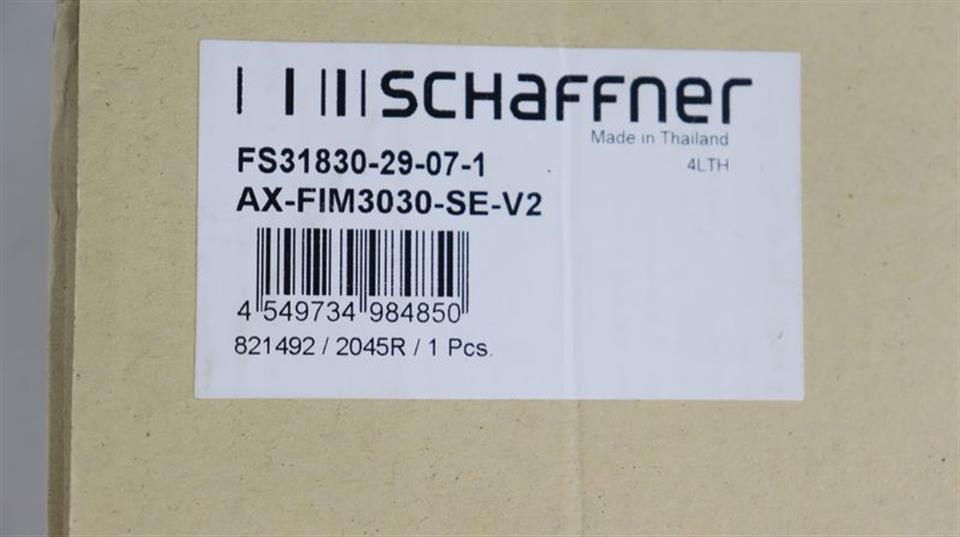 SCHaFFner
Made in Thailand
4LTH
FS31830-29-07-1
AX-FIM3030-SE-V2
4 549734 984850
821492 / 2045R / 1 Pcs.